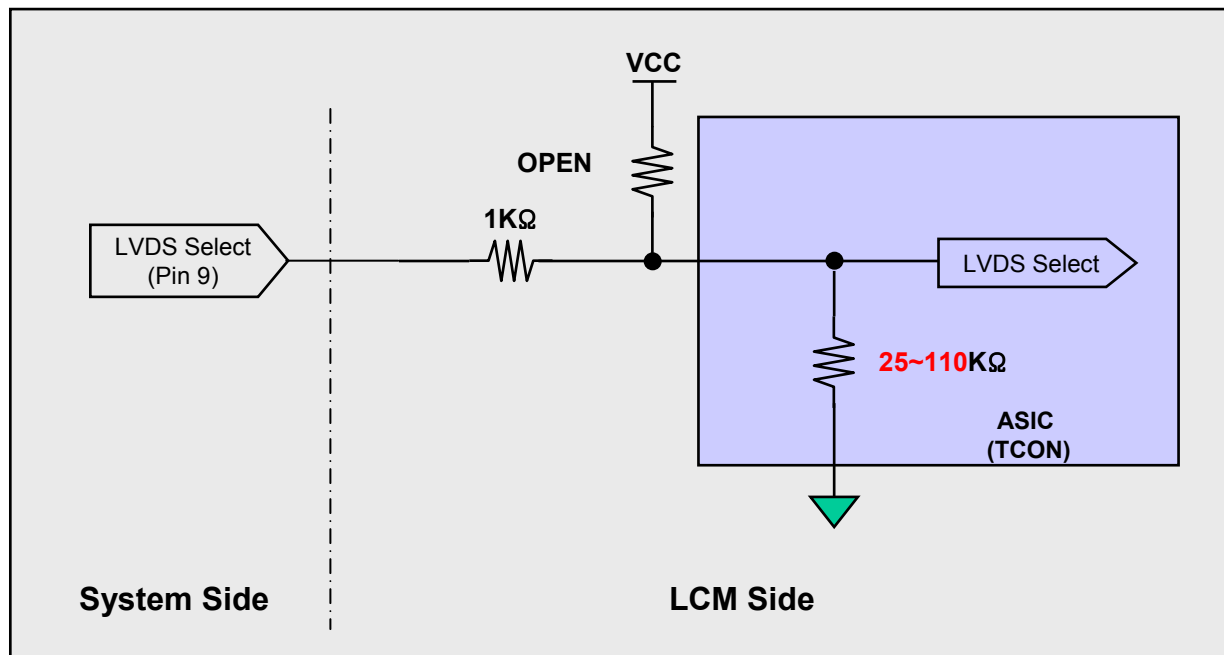 VCC
OPEN
1KΩ
LVDS Select
(Pin 9)
LVDS Select
25~110KΩ
ASIC
(TCON)
System Side
LCM Side